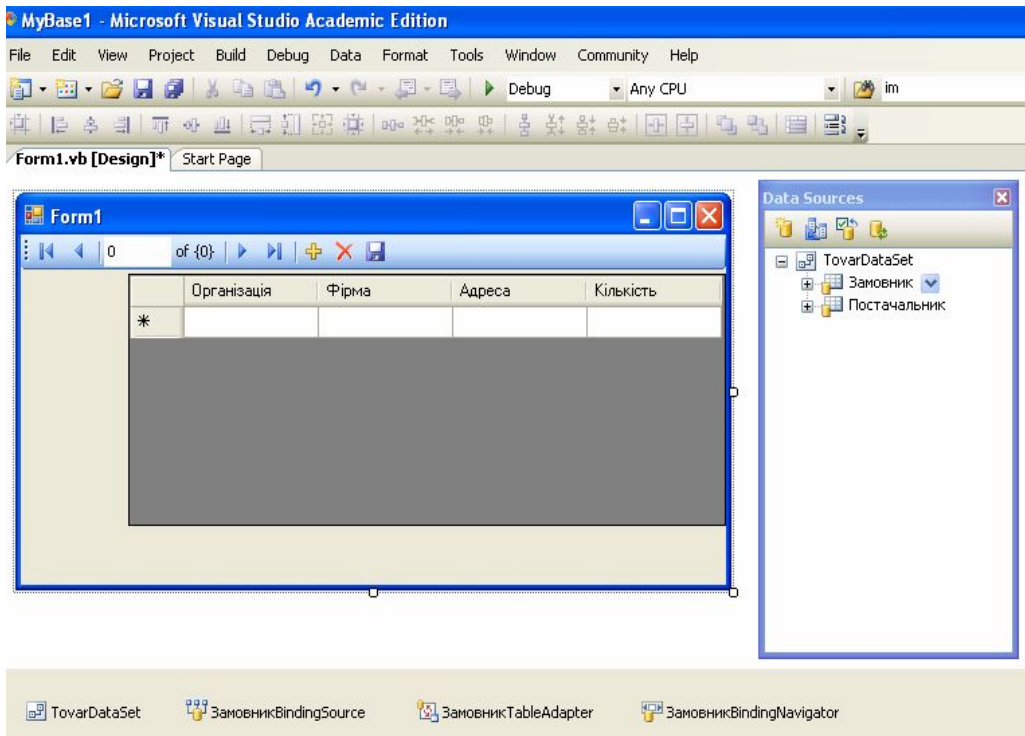 MyBase1 - Microsoft Visual Studio Academic Edition
File Edit View Project Build Debug Data Format Tools Window Community Help
Debug Any CPU im
Form1.vb [Design]* Start Page
Form1
0 of {0}
Організація Фірма Адреса Кількість
Data Sources
TovarDataSet
Замовник
Постачальник
TovarDataSet ЗамовникBindingSource ЗамовникTableAdapter ЗамовникBindingNavigator